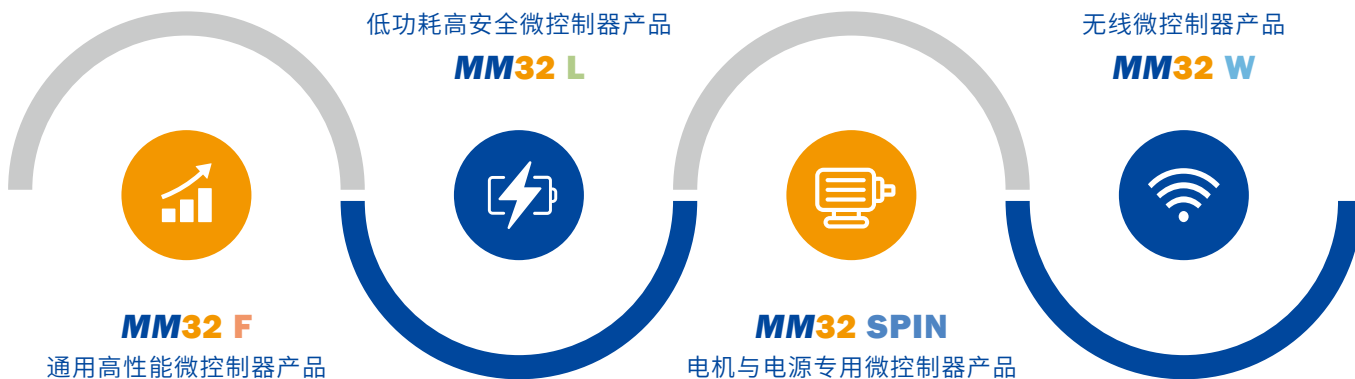 低功耗高安全微控制器产品
MM32 L
无线微控制器产品
MM32 W
MM32 F
通用高性能微控制器产品
MM32 SPIN
电机与电源专用微控制器产品